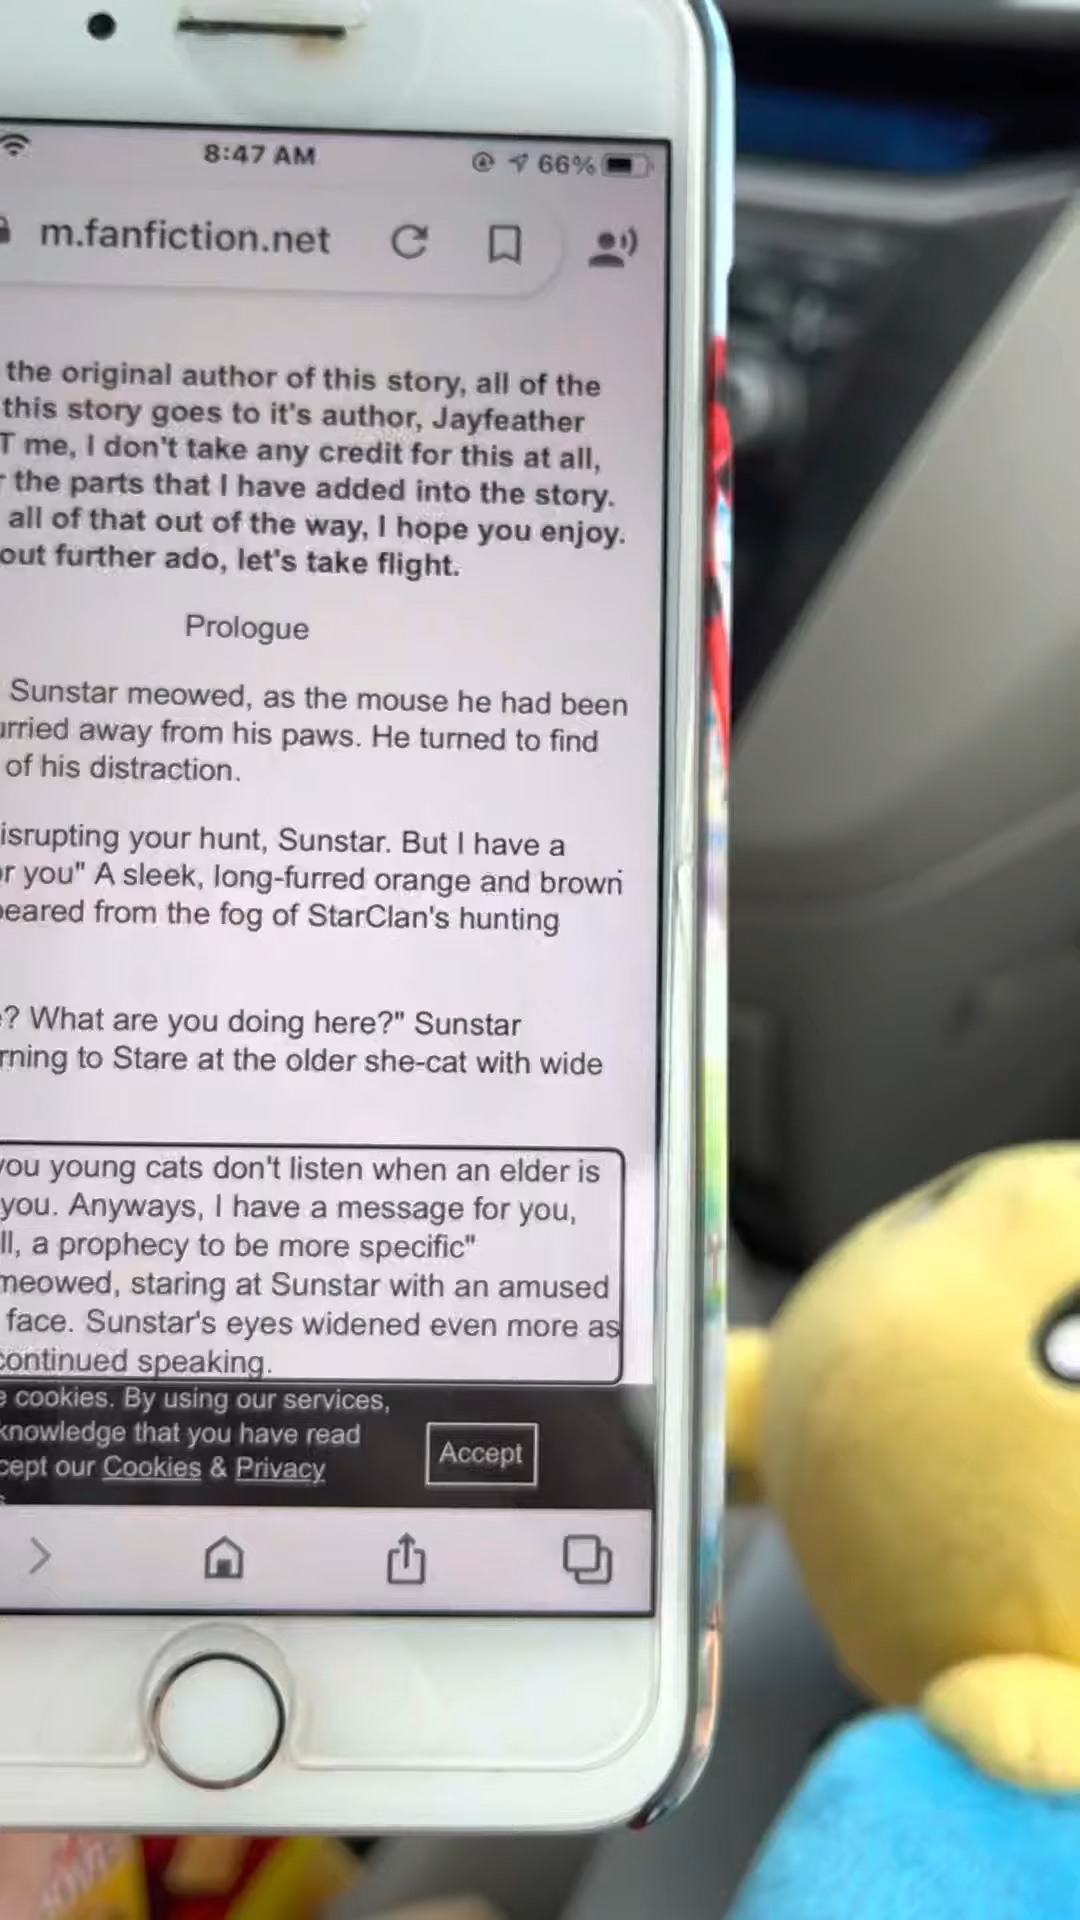 8:47 AM
66%
m.fanfiction.net
the original author of this story, all of the
this story goes to it's author, Jayfeather
T me, I don't take any credit for this at all,
the parts that I have added into the story.
all of that out of the way, I hope you enjoy.
out further ado, let's take flight.
Prologue
Sunstar meowed, as the mouse he had been
urried away from his paws. He turned to find
of his distraction.
isrupting your hunt, Sunstar. But I have a
or you" A sleek, long-furred orange and brown
peared from the fog of StarClan's hunting
e? What are you doing here?" Sunstar
rning to Stare at the older she-cat with wide
you young cats don't listen when an elder is
you. Anyways, I have a message for you,
ll, a prophecy to be more specific"
meowed, staring at Sunstar with an amused
face. Sunstar's eyes widened even more as
continued speaking.
e cookies. By using our services,
knowledge that you have read
cept our Cookies & Privacy
Accept